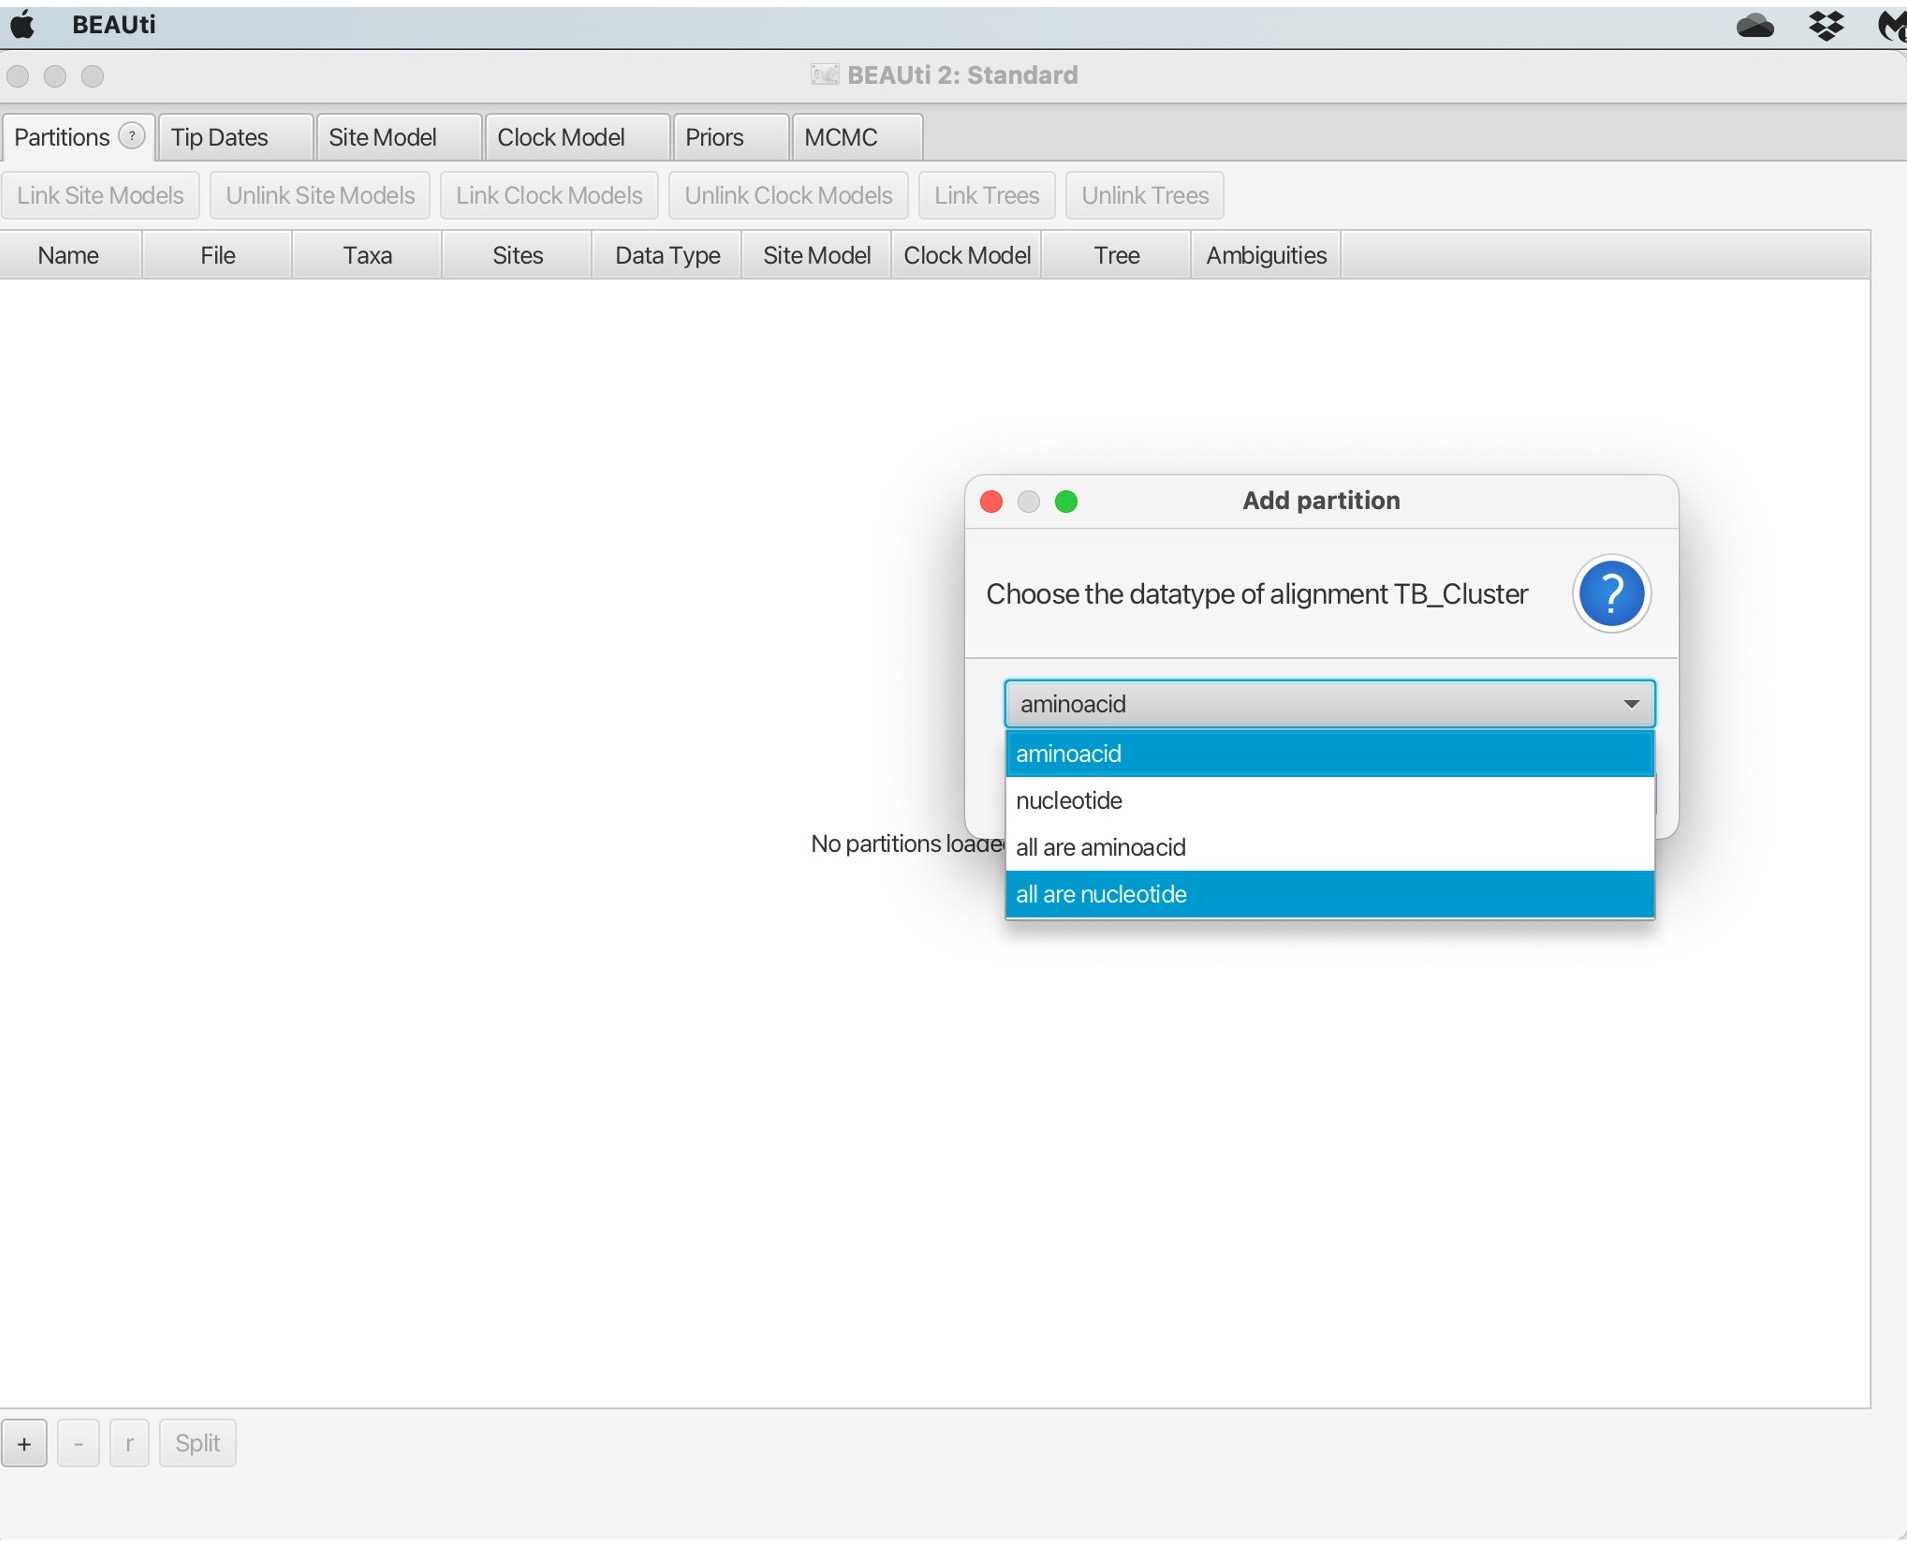 BEAUti
BEAUti 2: Standard
Partitions ? Tip Dates Site Model Clock Model Priors MCMC
Link Site Models Unlink Site Models Link Clock Models Unlink Clock Models Link Trees Unlink Trees
Name File Taxa Sites Data Type Site Model Clock Model Tree Ambiguities
Add partition
Choose the datatype of alignment TB_Cluster ?
aminoacid
aminoacid
nucleotide
No partitions loade
all are aminoacid
all are nucleotide
+ - r Split